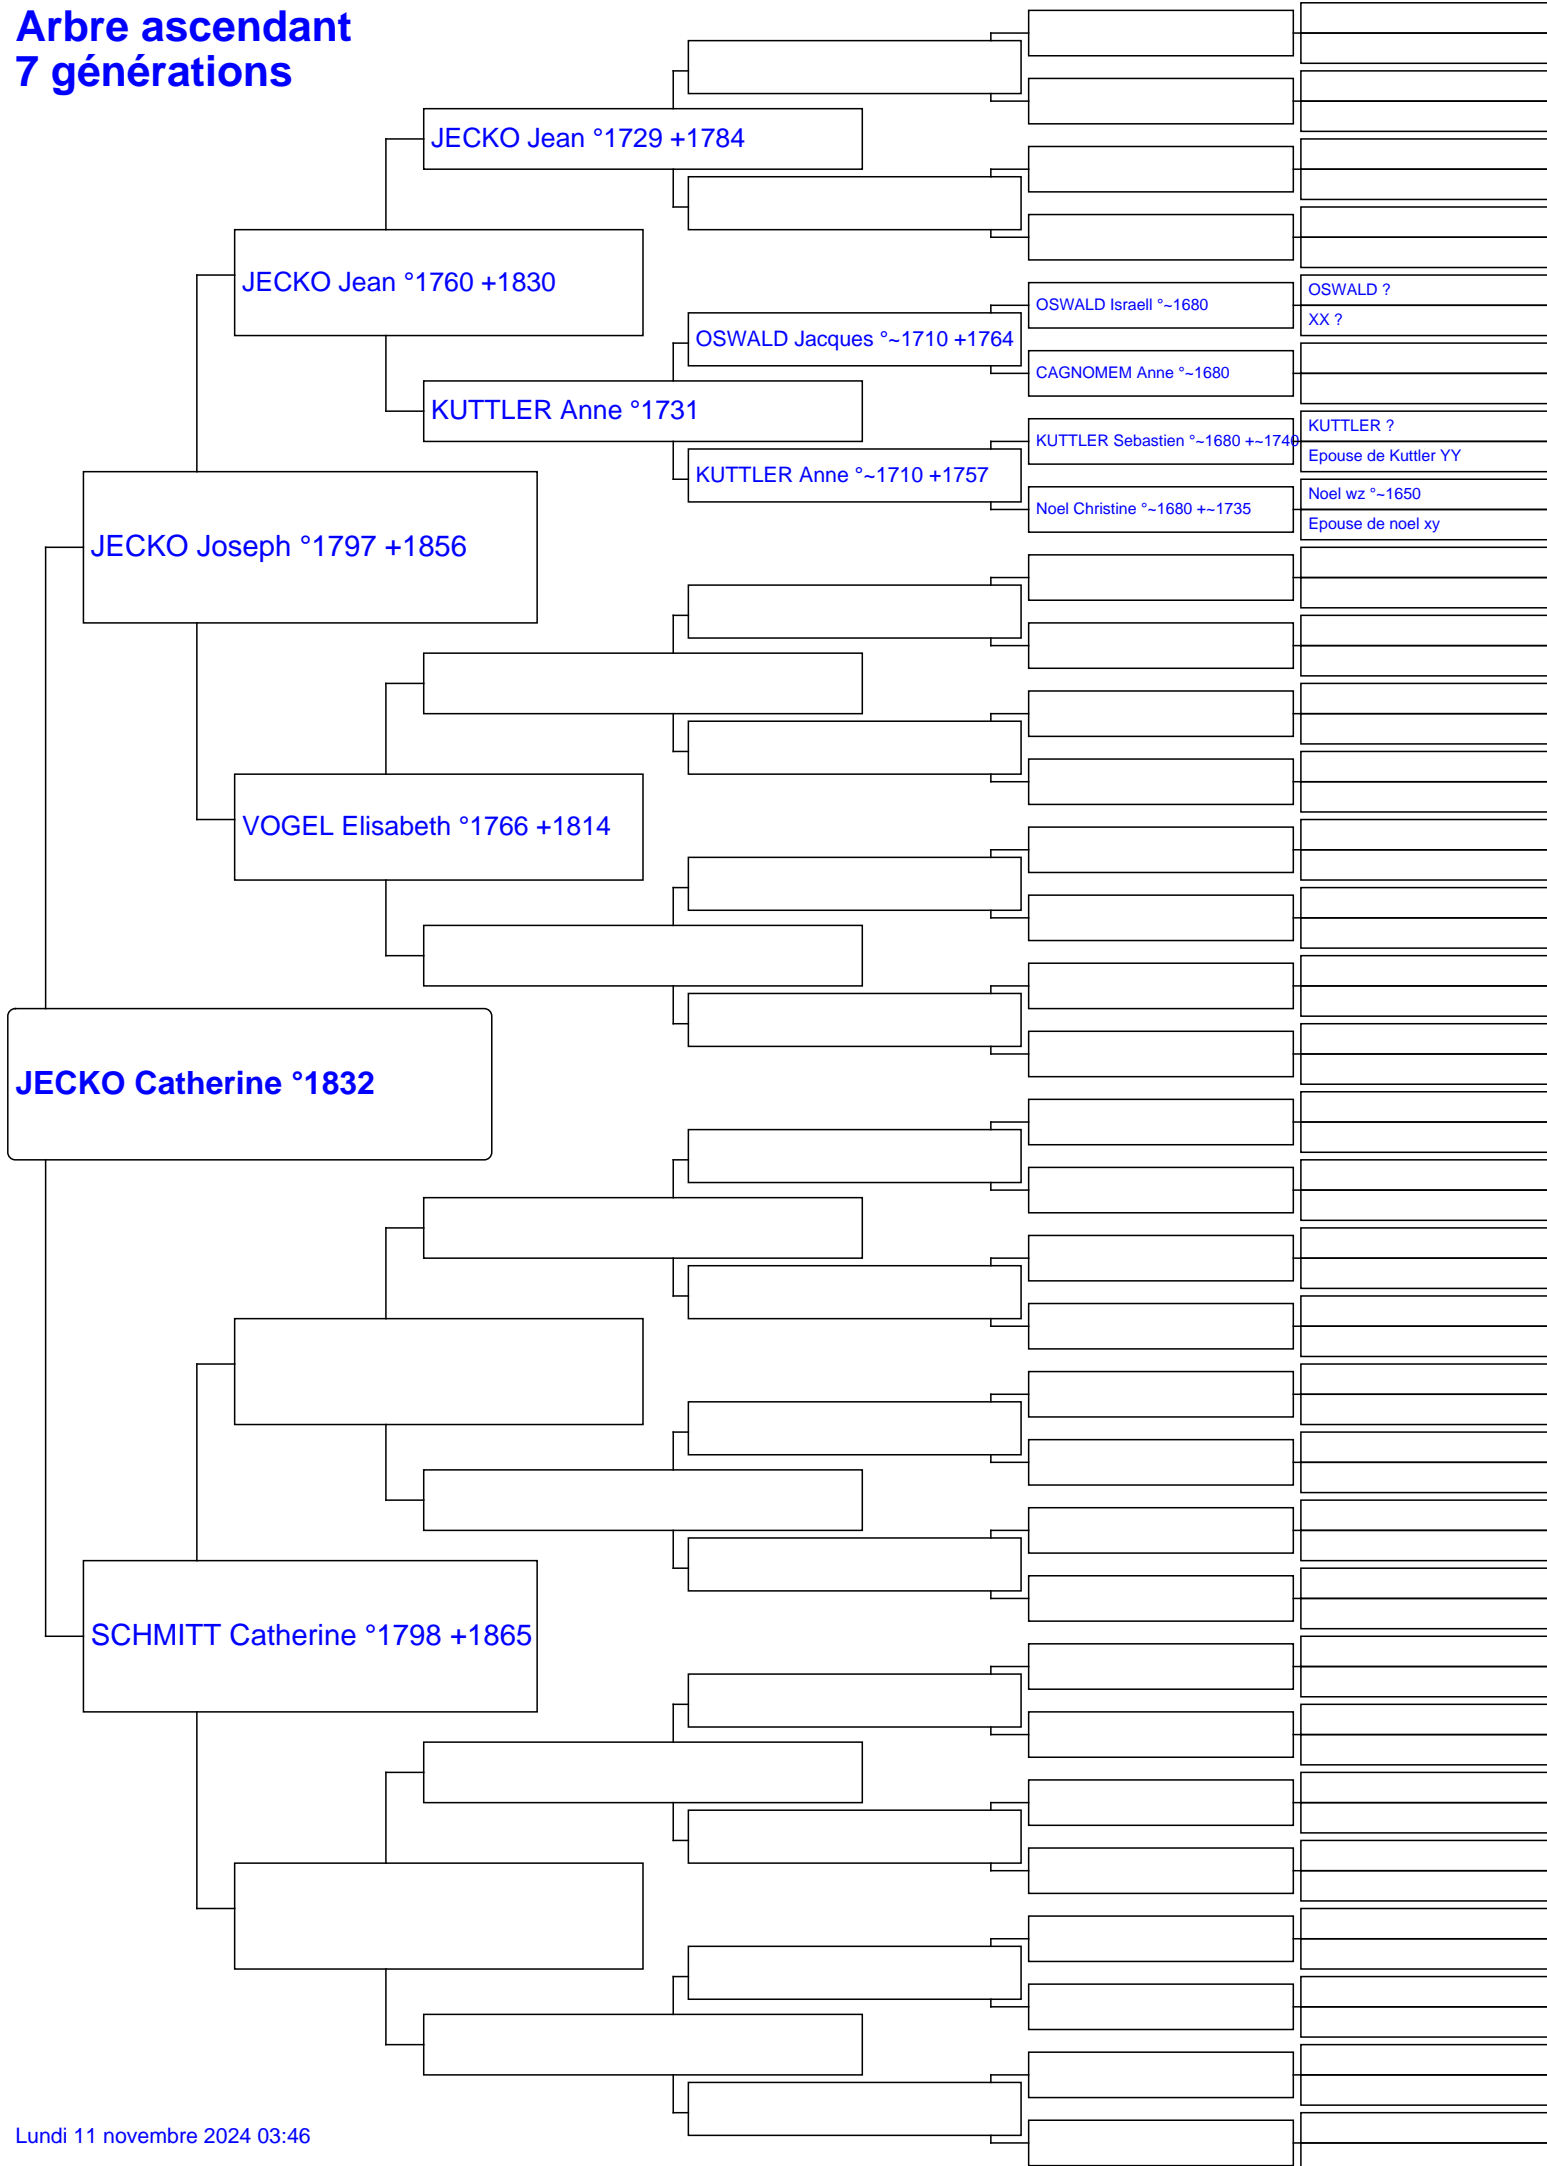 Arbre ascendant
7 générations
JECKO Jean °1729 +1784
JECKO Jean °1760 +1830
OSWALD ?
OSWALD Israell °~1680
XX ?
OSWALD Jacques °~1710 +1764
CAGNOMEM Anne °~1680
KUTTLER Anne °1731
KUTTLER ?
KUTTLER Sebastien °~1680 +~1740
Epouse de Kuttler YY
KUTTLER Anne °~1710 +1757
Noel wz °~1650
Noel Christine °~1680 +~1735
Epouse de noel xy
JECKO Joseph °1797 +1856
VOGEL Elisabeth °1766 +1814
JECKO Catherine °1832
SCHMITT Catherine °1798 +1865
Lundi 11 novembre 2024 03:46